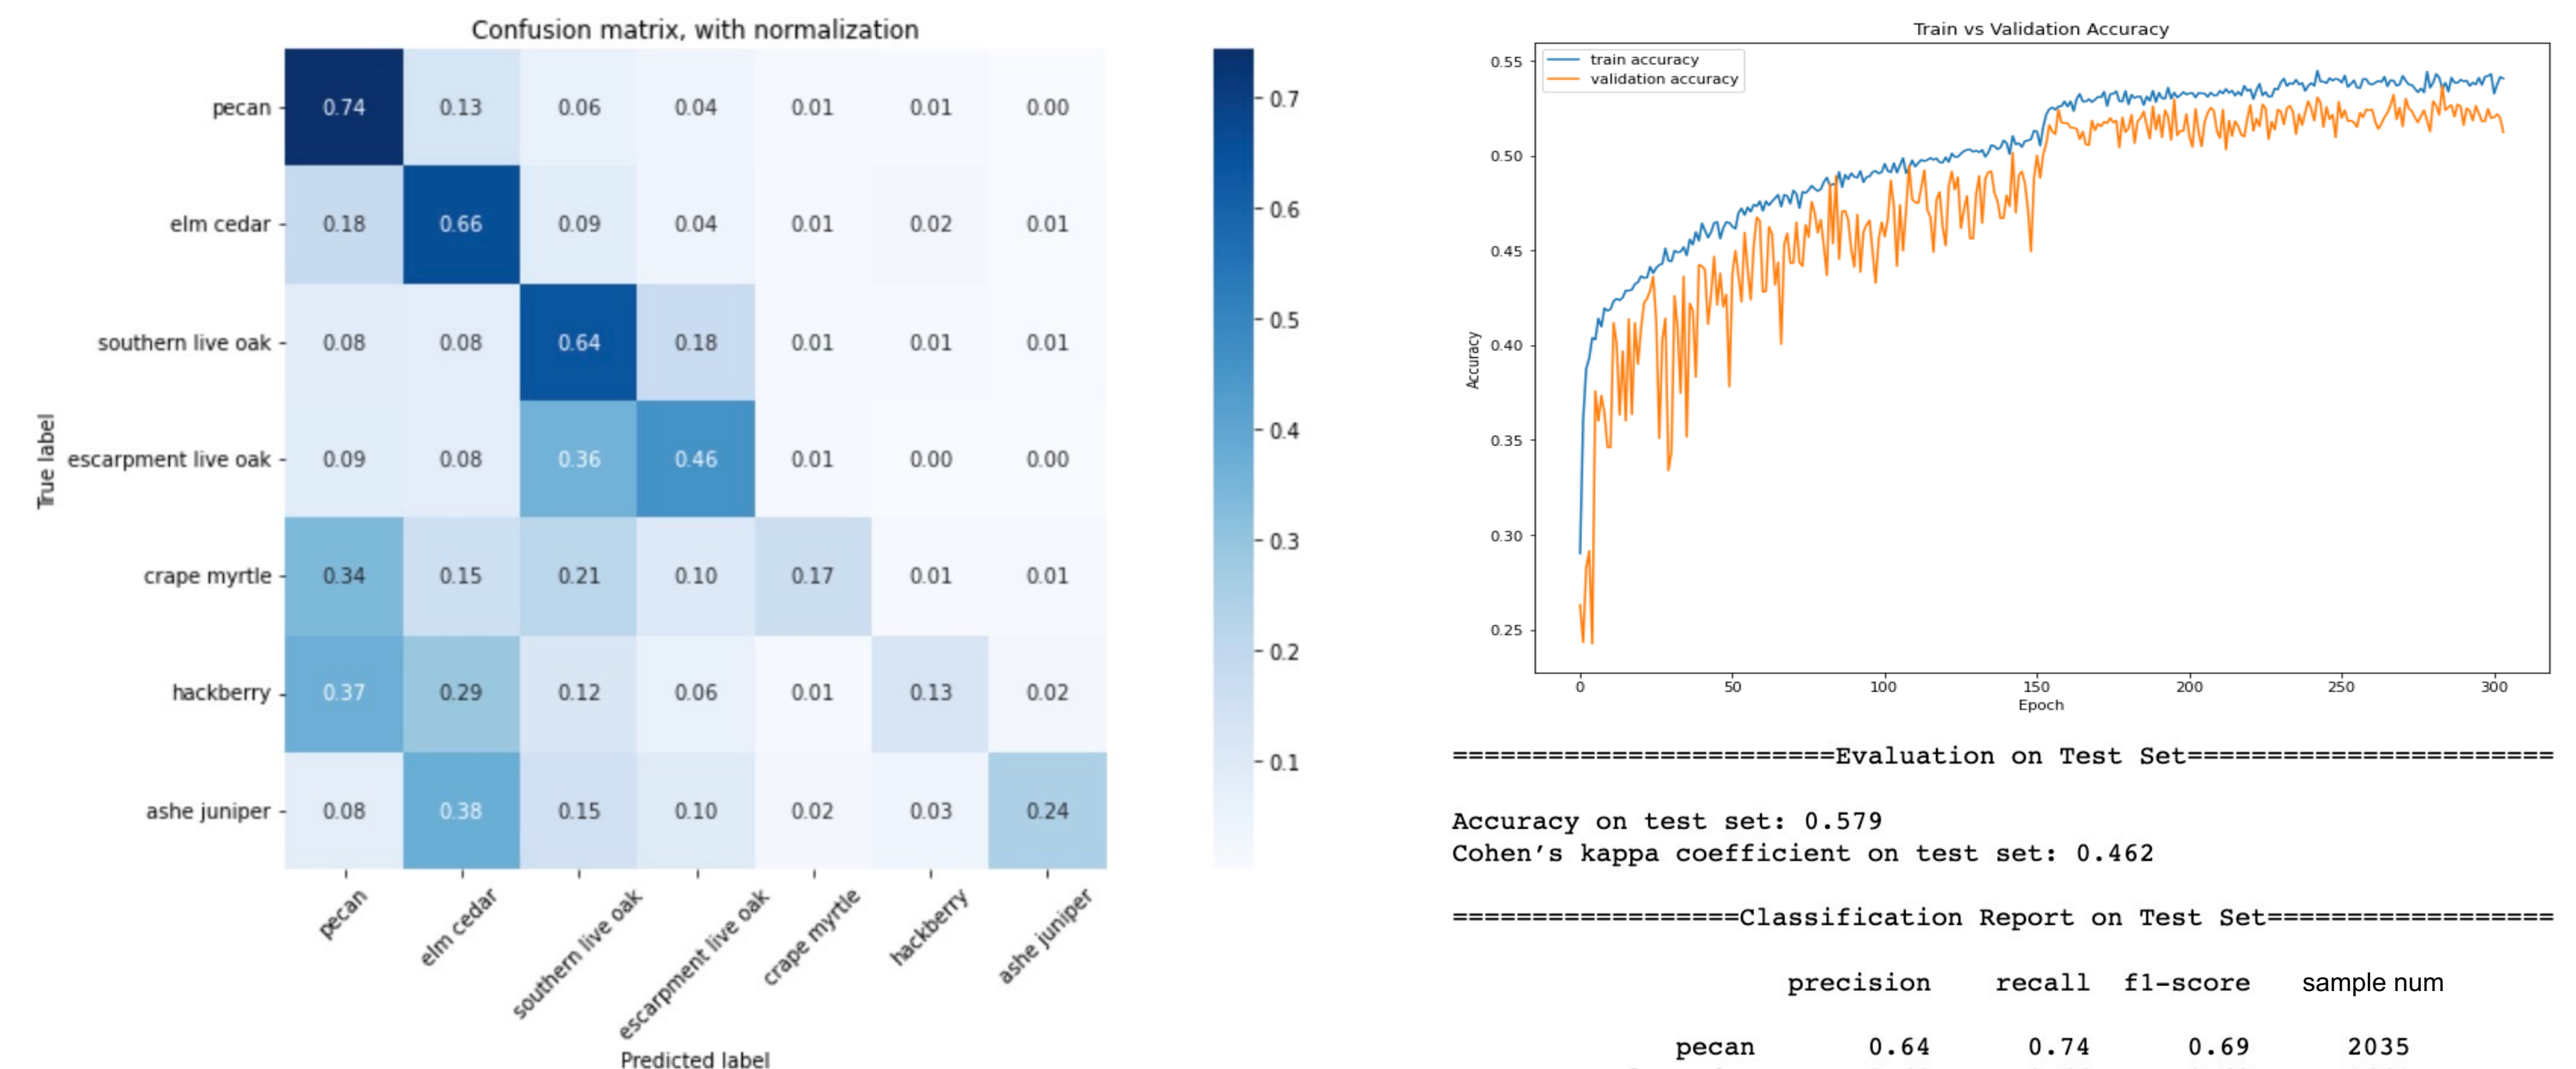 Confusion matrix, with normalization
True label
pecan 0.74 0.13 0.06 0.04 0.01 0.01 0.00
elm cedar 0.18 0.66 0.09 0.04 0.01 0.02 0.01
southern live oak 0.08 0.08 0.64 0.18 0.01 0.01 0.01
escarpment live oak 0.09 0.08 0.36 0.46 0.01 0.00 0.00
crape myrtle 0.34 0.15 0.21 0.10 0.17 0.01 0.01
hackberry 0.37 0.29 0.12 0.06 0.01 0.13 0.02
ashe juniper 0.08 0.38 0.15 0.10 0.02 0.03 0.24
pecan elm cedar southern live oak escarpment live oak crape myrtle hackberry ashe juniper
Predicted label
0.7
0.6
0.5
0.4
0.3
0.2
0.1
Train vs Validation Accuracy
train accuracy
validation accuracy
Accuracy
0.55
0.50
0.45
0.40
0.35
0.30
0.25
0 50 100 150 200 250 300
Epoch
=======================Evaluation on Test Set=======================
Accuracy on test set: 0.579
Cohen’s kappa coefficient on test set: 0.462
==================Classification Report on Test Set==================
precision recall f1-score sample num
pecan 0.64 0.74 0.69 2035